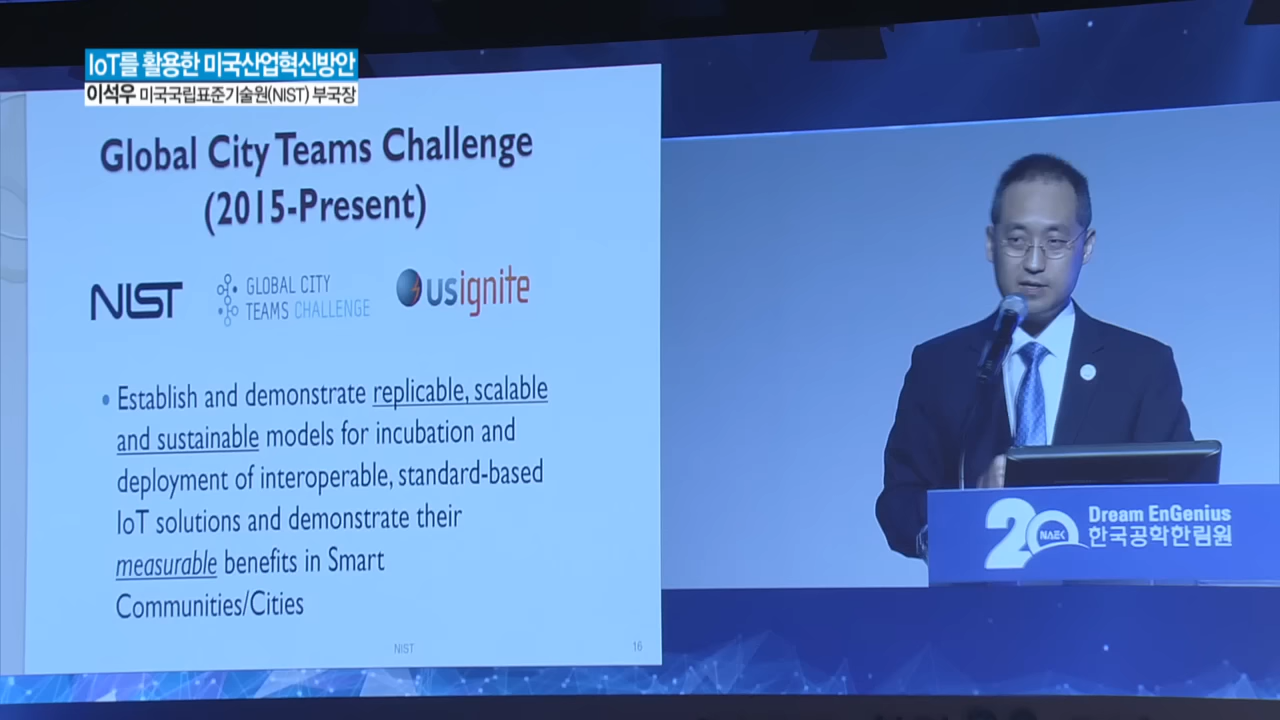 IoT를 활용한 미국산업혁신방안
이석우 미국국립표준기술원(NIST) 부국장
Global City Teams Challenge
(2015-Present)
NIST
GLOBAL CITY
TEAMS CHALLENGE
usignite
• Establish and demonstrate replicable, scalable
and sustainable models for incubation and
deployment of interoperable, standard-based
IoT solutions and demonstrate their
measurable benefits in Smart
Communities/Cities
NIST
16
20
NAEK
Dream EnGenius
한국공학한림원